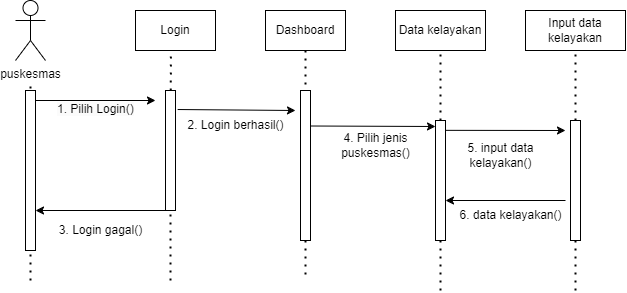 puskesmas
Login
Dashboard
Data kelayakan
Input data
kelayakan
1. Pilih Login()
2. Login berhasil()
4. Pilih jenis
puskesmas()
5. input data
kelayakan()
6. data kelayakan()
3. Login gagal()